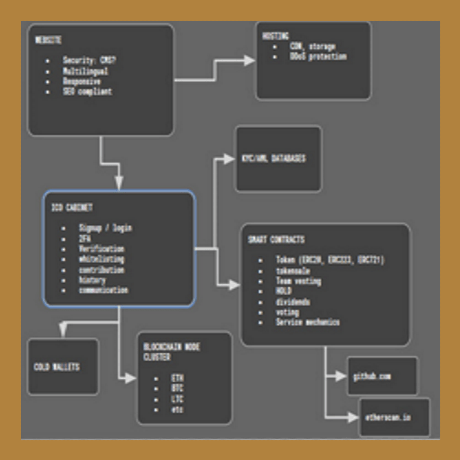 WEBSITE
Security: CMS?
Multilingual
Responsive
SEO compliant
HOSTING
CDN, storage
DDoS protection
KYC/AML DATABASES
ICO CABINET
Signup / login
2FA
Verification
whitelisting
contribution
history
communication
SMART CONTRACTS
Token (ERC20, ERC223, ERC721)
tokensale
Team vesting
HOLD
dividends
voting
Service mechanics
COLD WALLETS
BLOCKCHAIN NODE
CLUSTER
ETH
BTC
LTC
etc
github.com
etherscan.io